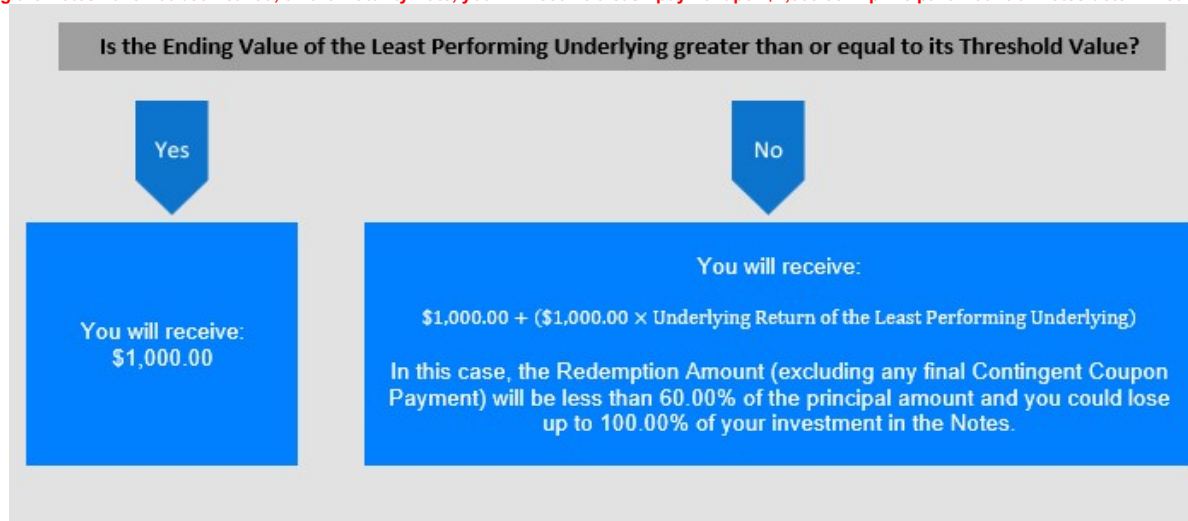 Is the Ending Value of the Least Performing Underlying greater than or equal to its Threshold Value?
Yes
No
You will receive:
$1,000.00
You will receive:
$1,000.00 + ($1,000.00 × Underlying Return of the Least Performing Underlying)
In this case, the Redemption Amount (excluding any final Contingent Coupon
Payment) will be less than 60.00% of the principal amount and you could lose
up to 100.00% of your investment in the Notes.